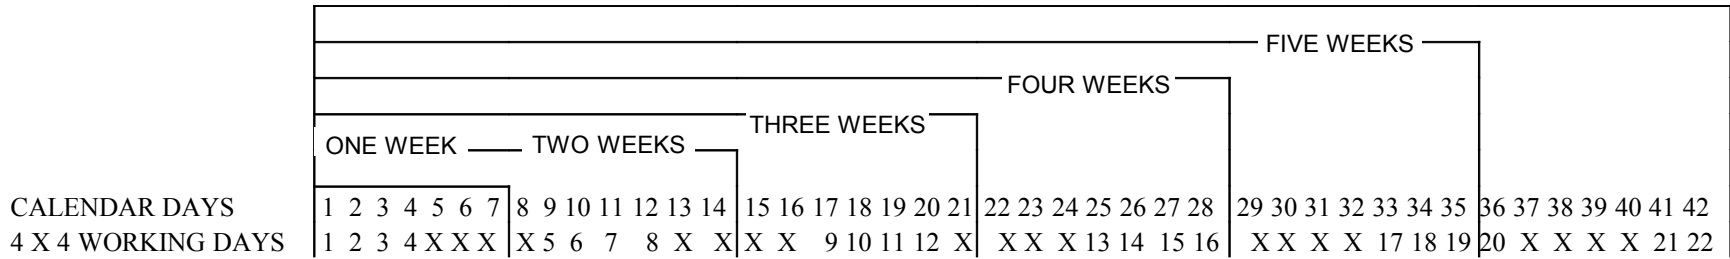 FIVE WEEKS
FOUR WEEKS
THREE WEEKS
ONE WEEK TWO WEEKS
CALENDAR DAYS 1 2 3 4 5 6 7 8 9 10 11 12 13 14 15 16 17 18 19 20 21 22 23 24 25 26 27 28 29 30 31 32 33 34 35 36 37 38 39 40 41 42
4 X 4 WORKING DAYS 1 2 3 4 X X X X 5 6 7 8 X X X X 9 10 11 12 X X X X 13 14 15 16 X X X X 17 18 19 20 X X X X 21 22